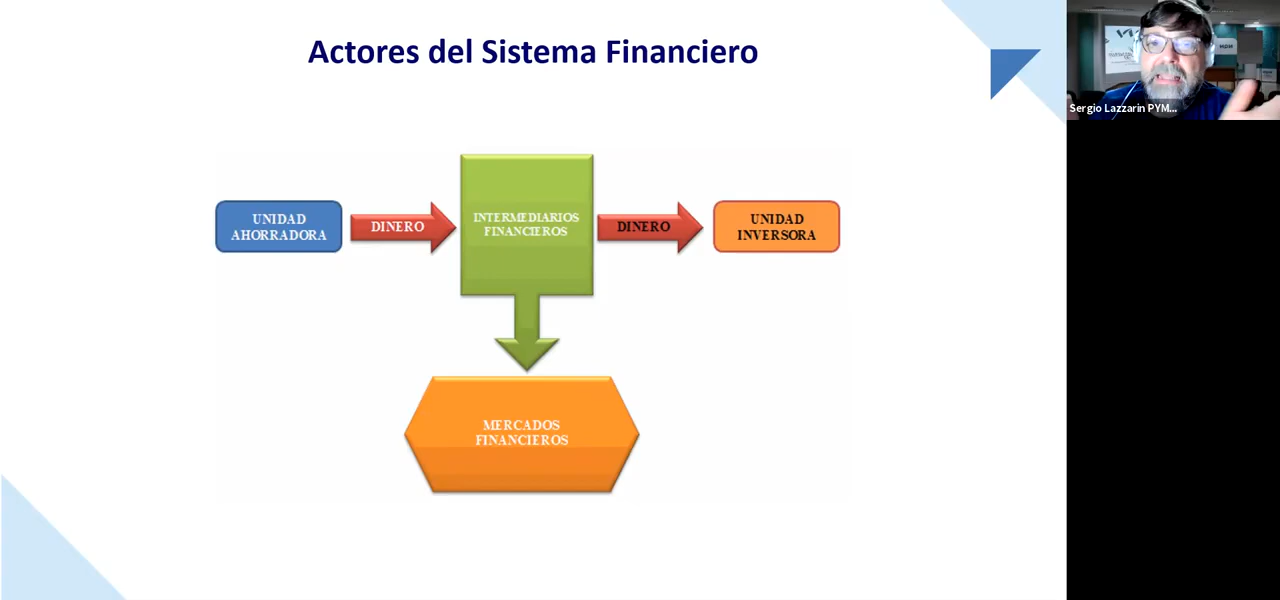 Actores del Sistema Financiero
Sergio Lazzarin PYM...
UNIDAD
AHORRADORA
DINERO
INTERMEDIARIOS
FINANCIEROS
DINERO
UNIDAD
INVERSORA
MERCADOS
FINANCIEROS